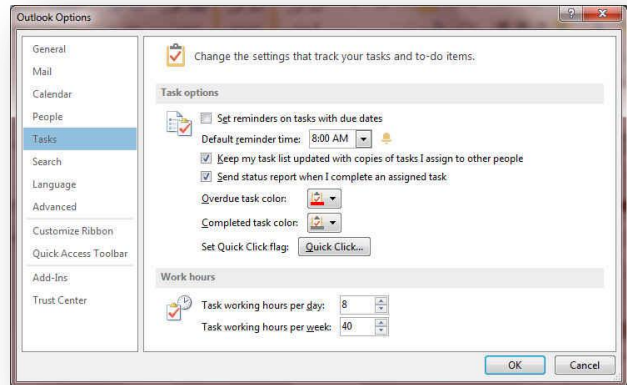 Outlook Options
General
Mail
Calendar
People
Tasks
Search
Language
Advanced
Customize Ribbon
Quick Access Toolbar
Add-Ins
Trust Center
Change the settings that track your tasks and to-do items.
Task options
Set reminders on tasks with due dates
Default reminder time: 8:00 AM
Keep my task list updated with copies of tasks I assign to other people
Send status report when I complete an assigned task
Overdue task color:
Completed task color:
Set Quick Click flag: Quick Click...
Work hours
Task working hours per day: 8
Task working hours per week: 40
OK Cancel